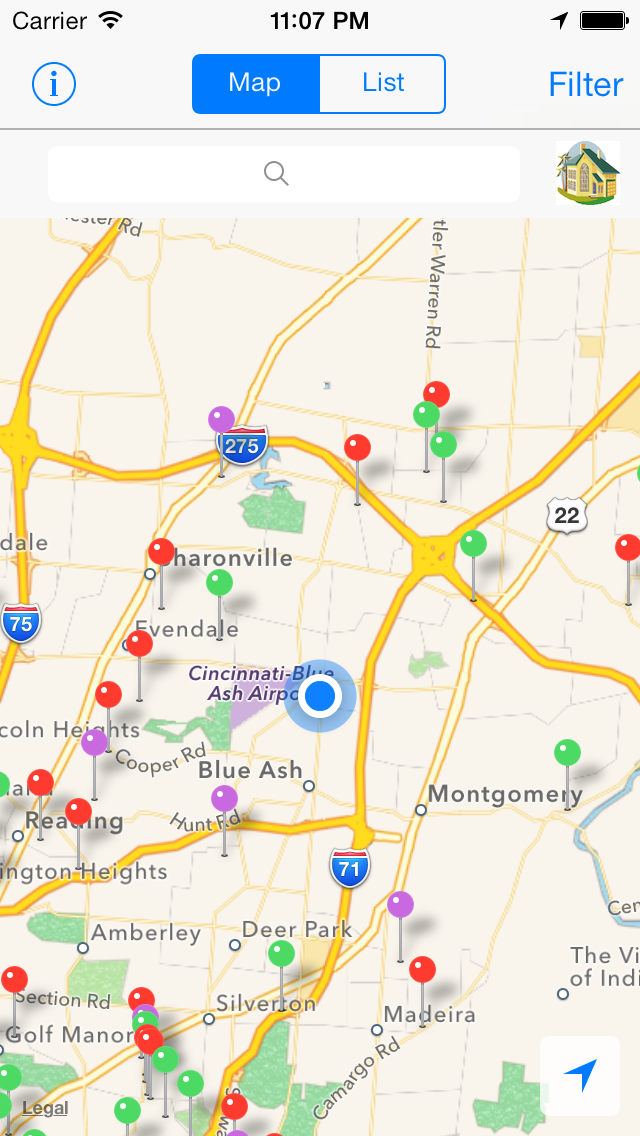 Carrier 11:07 PM
i Map List Filter
tler Warren Rd
275
22
dale
haronville
75
Evendale
Cincinnati-Blue
Ash Airpo
coln Heights
Cooper Rd
Blue Ash
Montgomery
Reading
Hunt Rd
ington Heights
71
Amberley
Deer Park
Cen
The Vi
of Indi
Section Rd
Silverton
Madeira
Golf Manor
Camargo Rd
Legal